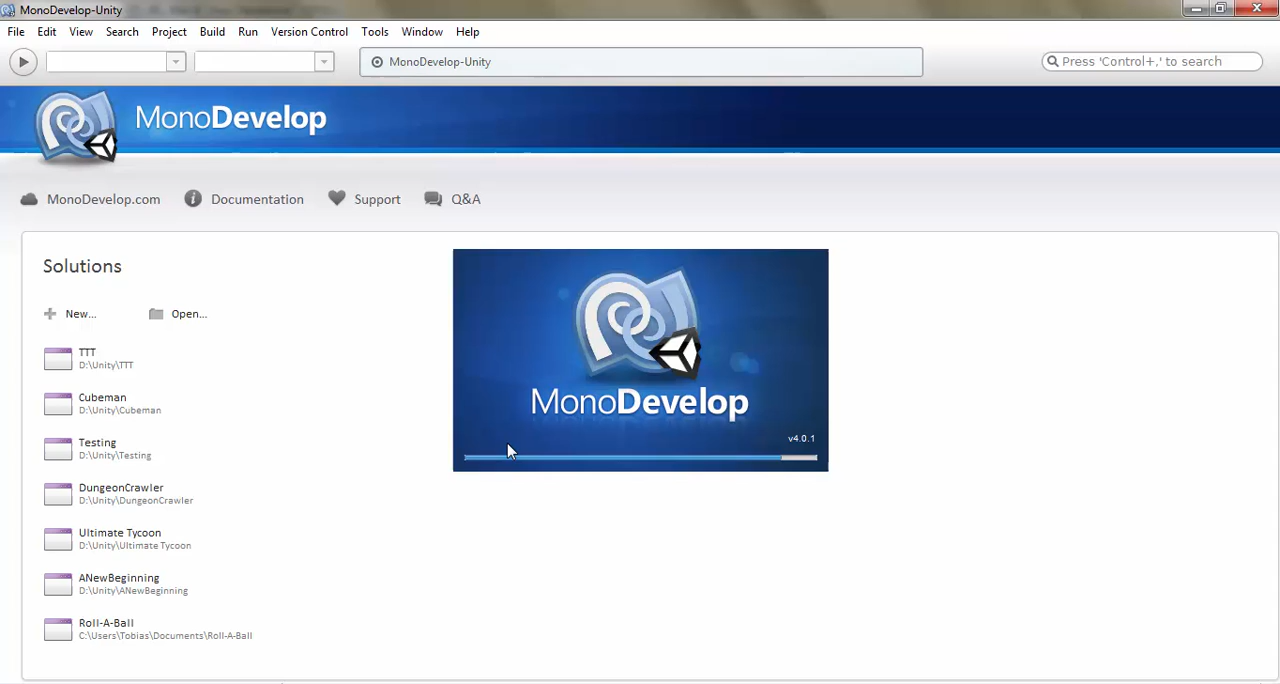 MonoDevelop-Unity
File Edit View Search Project Build Run Version Control Tools Window Help
MonoDevelop-Unity
Press 'Control+,' to search
MonoDevelop
MonoDevelop.com Documentation Support Q&A
Solutions
New... Open...
TTT
D:\Unity\TTT
Cubeman
D:\Unity\Cubeman
Testing
D:\Unity\Testing
DungeonCrawler
D:\Unity\DungeonCrawler
Ultimate Tycoon
D:\Unity\Ultimate Tycoon
ANewBeginning
D:\Unity\ANewBeginning
Roll-A-Ball
C:\Users\Tobias\Documents\Roll-A-Ball
MonoDevelop
v4.0.1